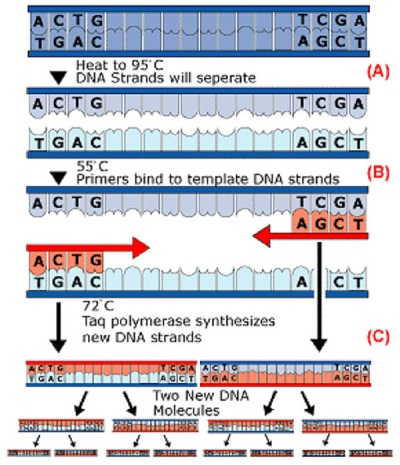 A C T G T C G A
T G A C A G C T
Heat to 95°C
DNA Strands will seperate
(A)
A C T G T C G A
T G A C A G C T
55°C
Primers bind to template DNA strands
(B)
A C T G T C G A
A G C T
A C T G
T G A C A C T
72°C
Taq polymerase synthesizes
new DNA strands
(C)
A C T G T C G A A C T G T C G A
T G A C A G C T T G A C A G C T
Two New DNA
Molecules